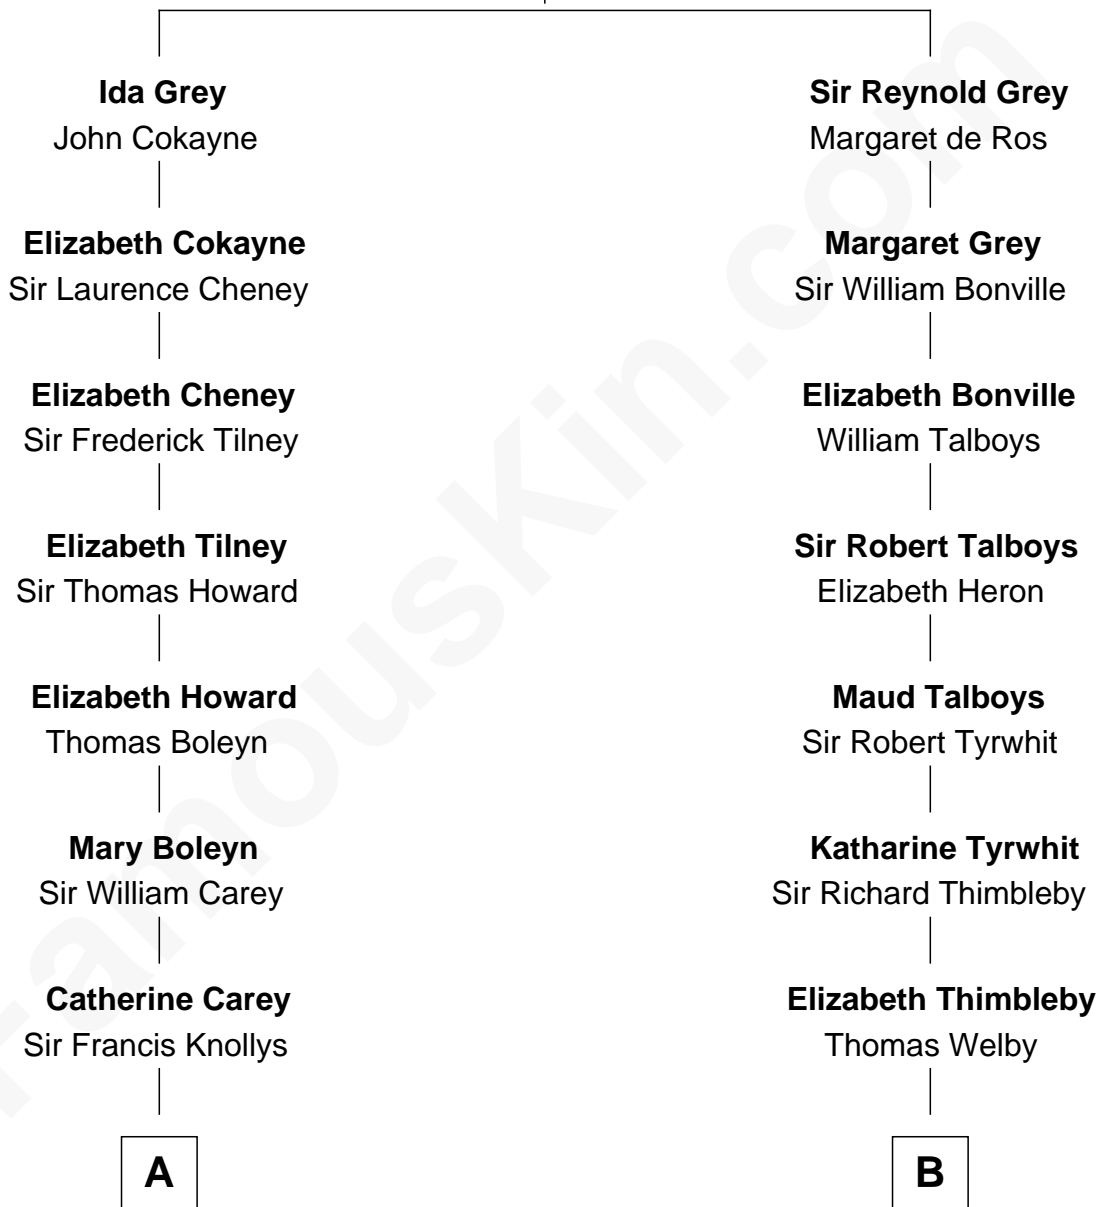 Ida Grey
John Cokayne
Sir Reynold Grey
Margaret de Ros
Elizabeth Cokayne
Sir Laurence Cheney
Margaret Grey
Sir William Bonville
Elizabeth Cheney
Sir Frederick Tilney
Elizabeth Bonville
William Talboys
Elizabeth Tilney
Sir Thomas Howard
Sir Robert Talboys
Elizabeth Heron
Elizabeth Howard
Thomas Boleyn
Maud Talboys
Sir Robert Tyrwhit
Mary Boleyn
Sir William Carey
Katharine Tyrwhit
Sir Richard Thimbleby
Catherine Carey
Sir Francis Knollys
Elizabeth Thimbleby
Thomas Welby
A
B
FamousKin.com